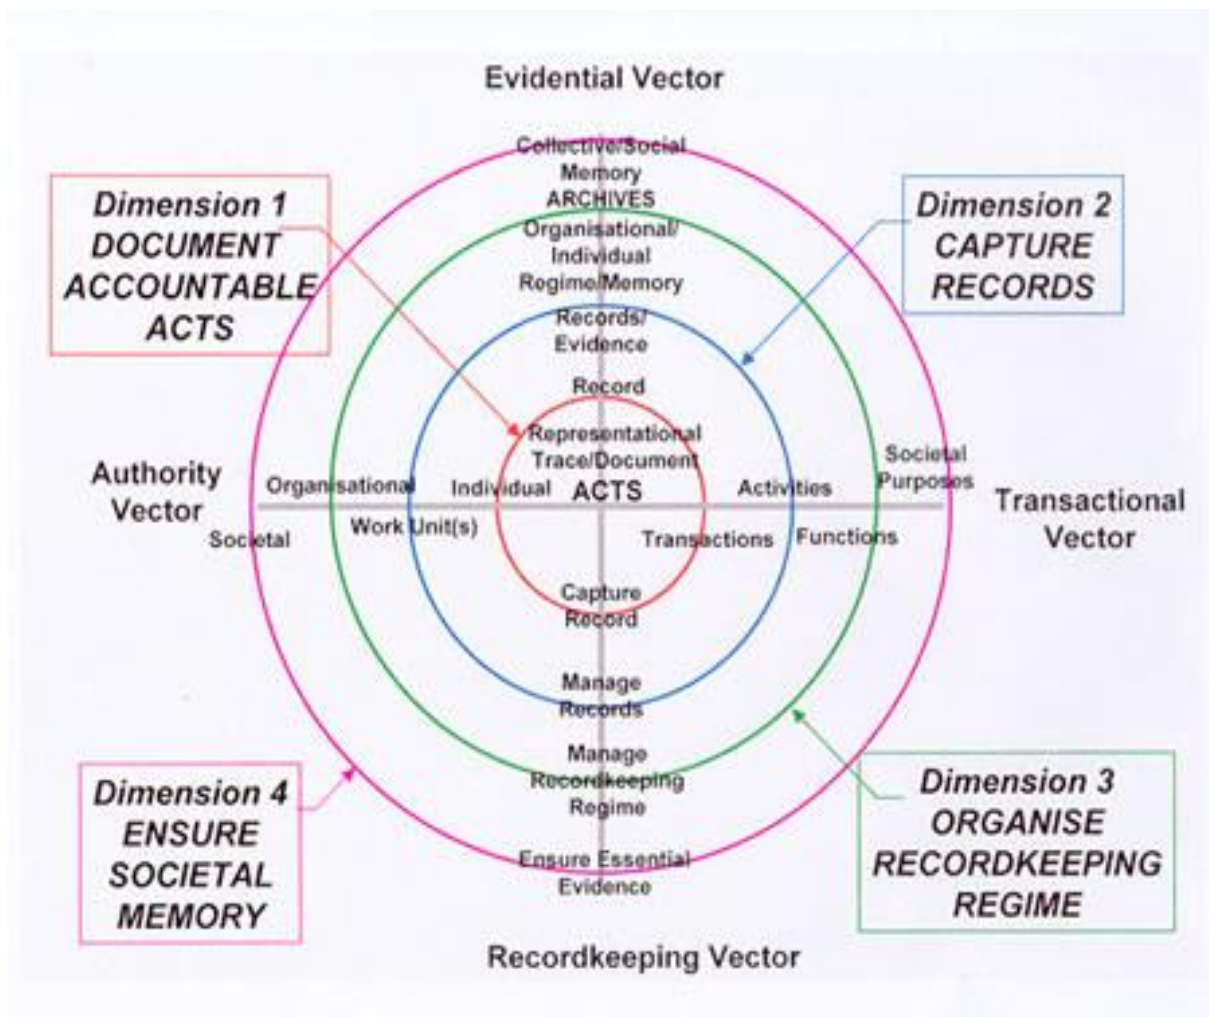 Evidential Vector
Collective/Social
Memory
ARCHIVES
Organisational/
Individual
Regime/Memory
Records/
Evidence
Record
Representational
Trace/Document
ACTS
Dimension 1
DOCUMENT
ACCOUNTABLE
ACTS
Dimension 2
CAPTURE
RECORDS
Authority
Vector
Organisational
Individual
Societal
Work Unit(s)
Activities
Societal
Purposes
Transactions
Functions
Transactional
Vector
Capture
Record
Manage
Records
Manage
Recordkeeping
Regime
Ensure Essential
Evidence
Dimension 4
ENSURE
SOCIETAL
MEMORY
Dimension 3
ORGANISE
RECORDKEEPING
REGIME
Recordkeeping Vector